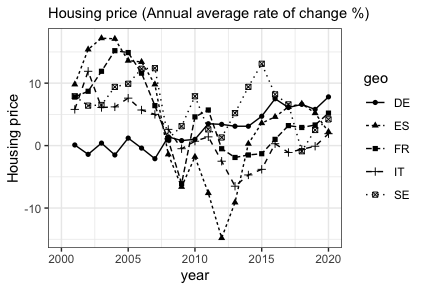 Housing price (Annual average rate of change %)
Housing price
10
0
-10
2000 2005 2010 2015 2020
year
geo
DE
ES
FR
IT
SE